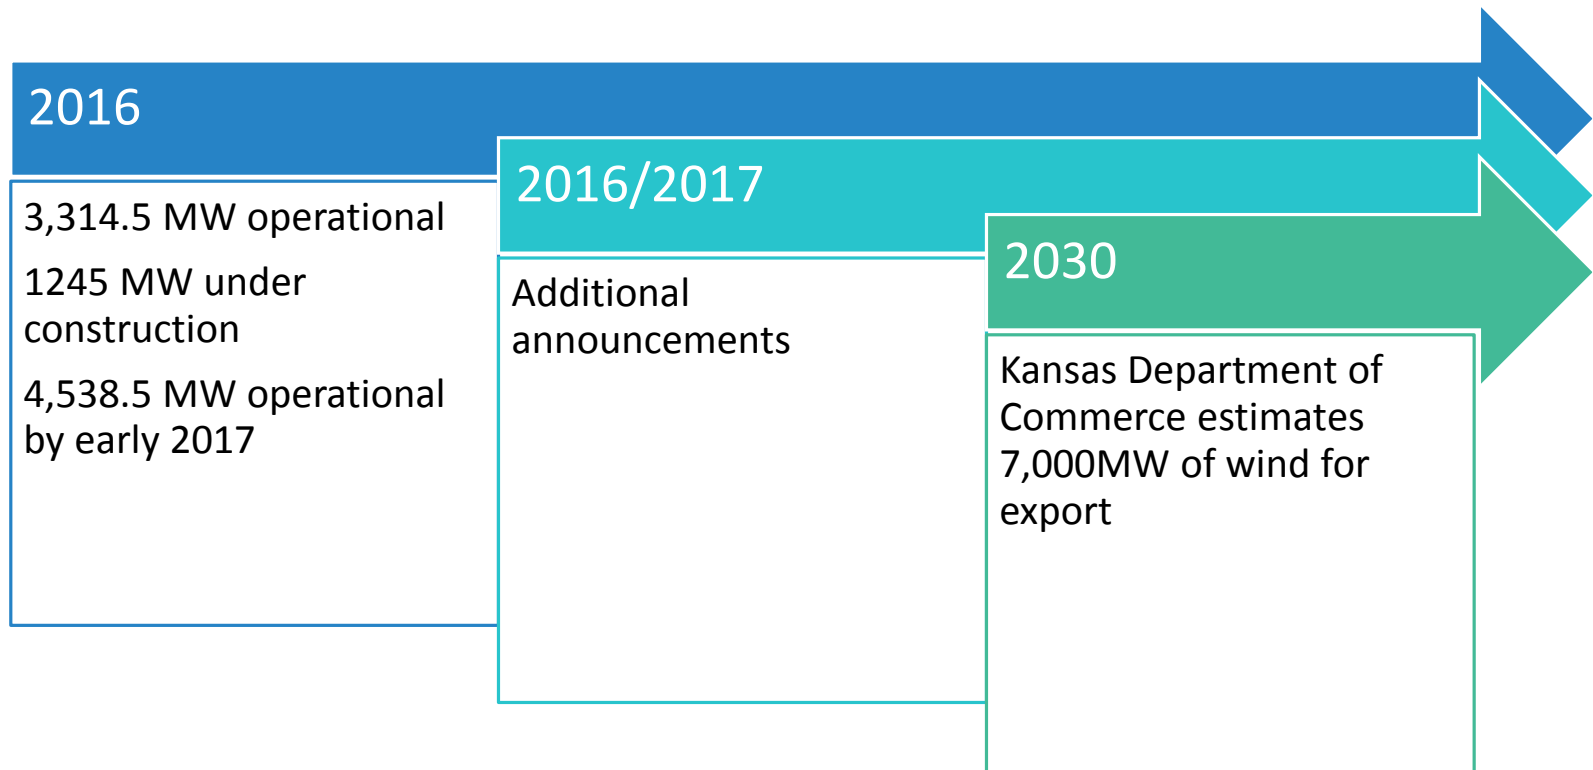 2016
3,314.5 MW operational
1245 MW under
construction
4,538.5 MW operational
by early 2017
2016/2017
Additional
announcements
2030
Kansas Department of
Commerce estimates
7,000MW of wind for
export